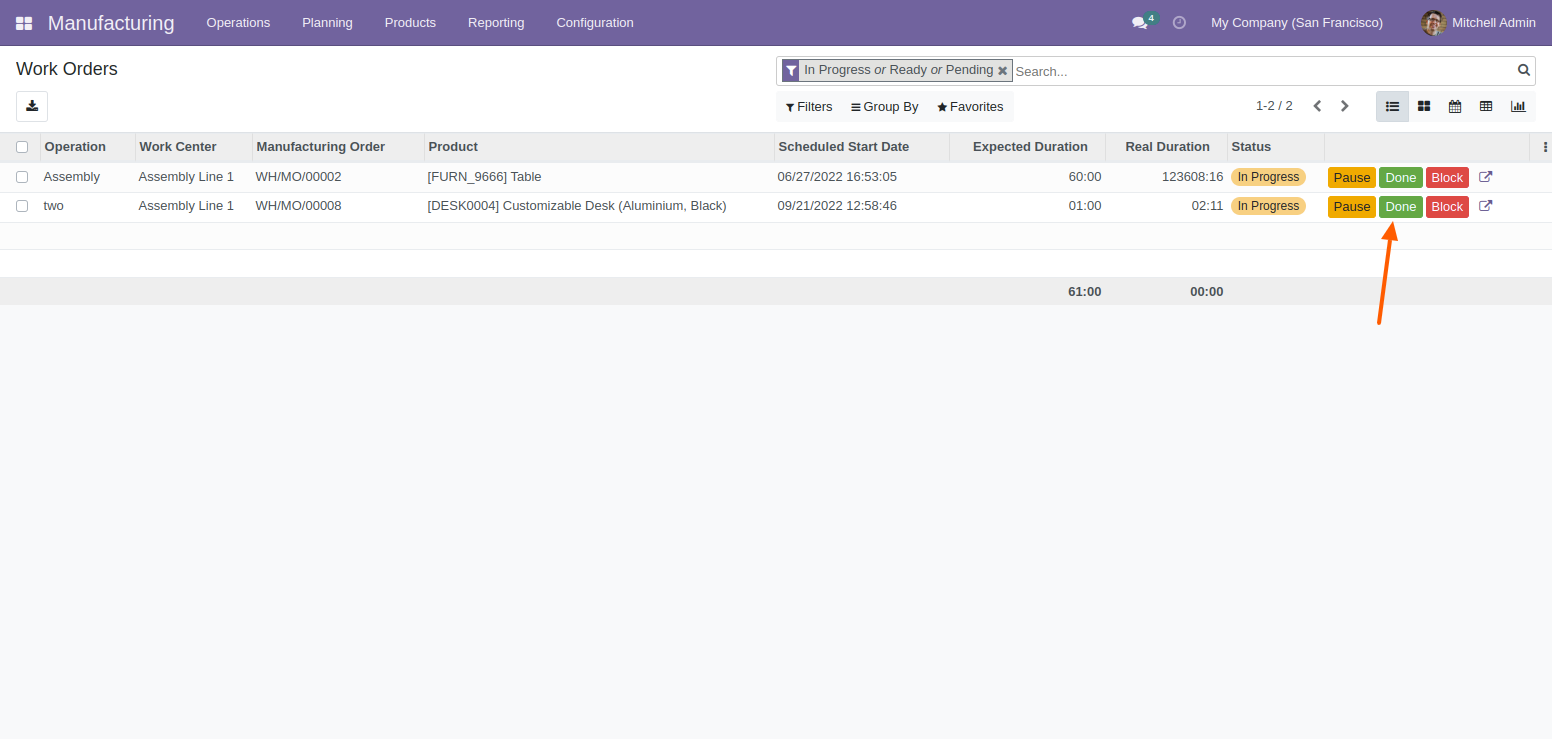 Manufacturing Operations Planning Products Reporting Configuration 4 My Company (San Francisco) Mitchell Admin
Work Orders
In Progress or Ready or Pending Search...
Filters Group By Favorites 1-2 / 2
Operation Work Center Manufacturing Order Product Scheduled Start Date Expected Duration Real Duration Status
Assembly Assembly Line 1 WH/MO/00002 [FURN_9666] Table 06/27/2022 16:53:05 60:00 123608:16 In Progress Pause Done Block
two Assembly Line 1 WH/MO/00008 [DESK0004] Customizable Desk (Aluminium, Black) 09/21/2022 12:58:46 01:00 02:11 In Progress Pause Done Block
61:00 00:00